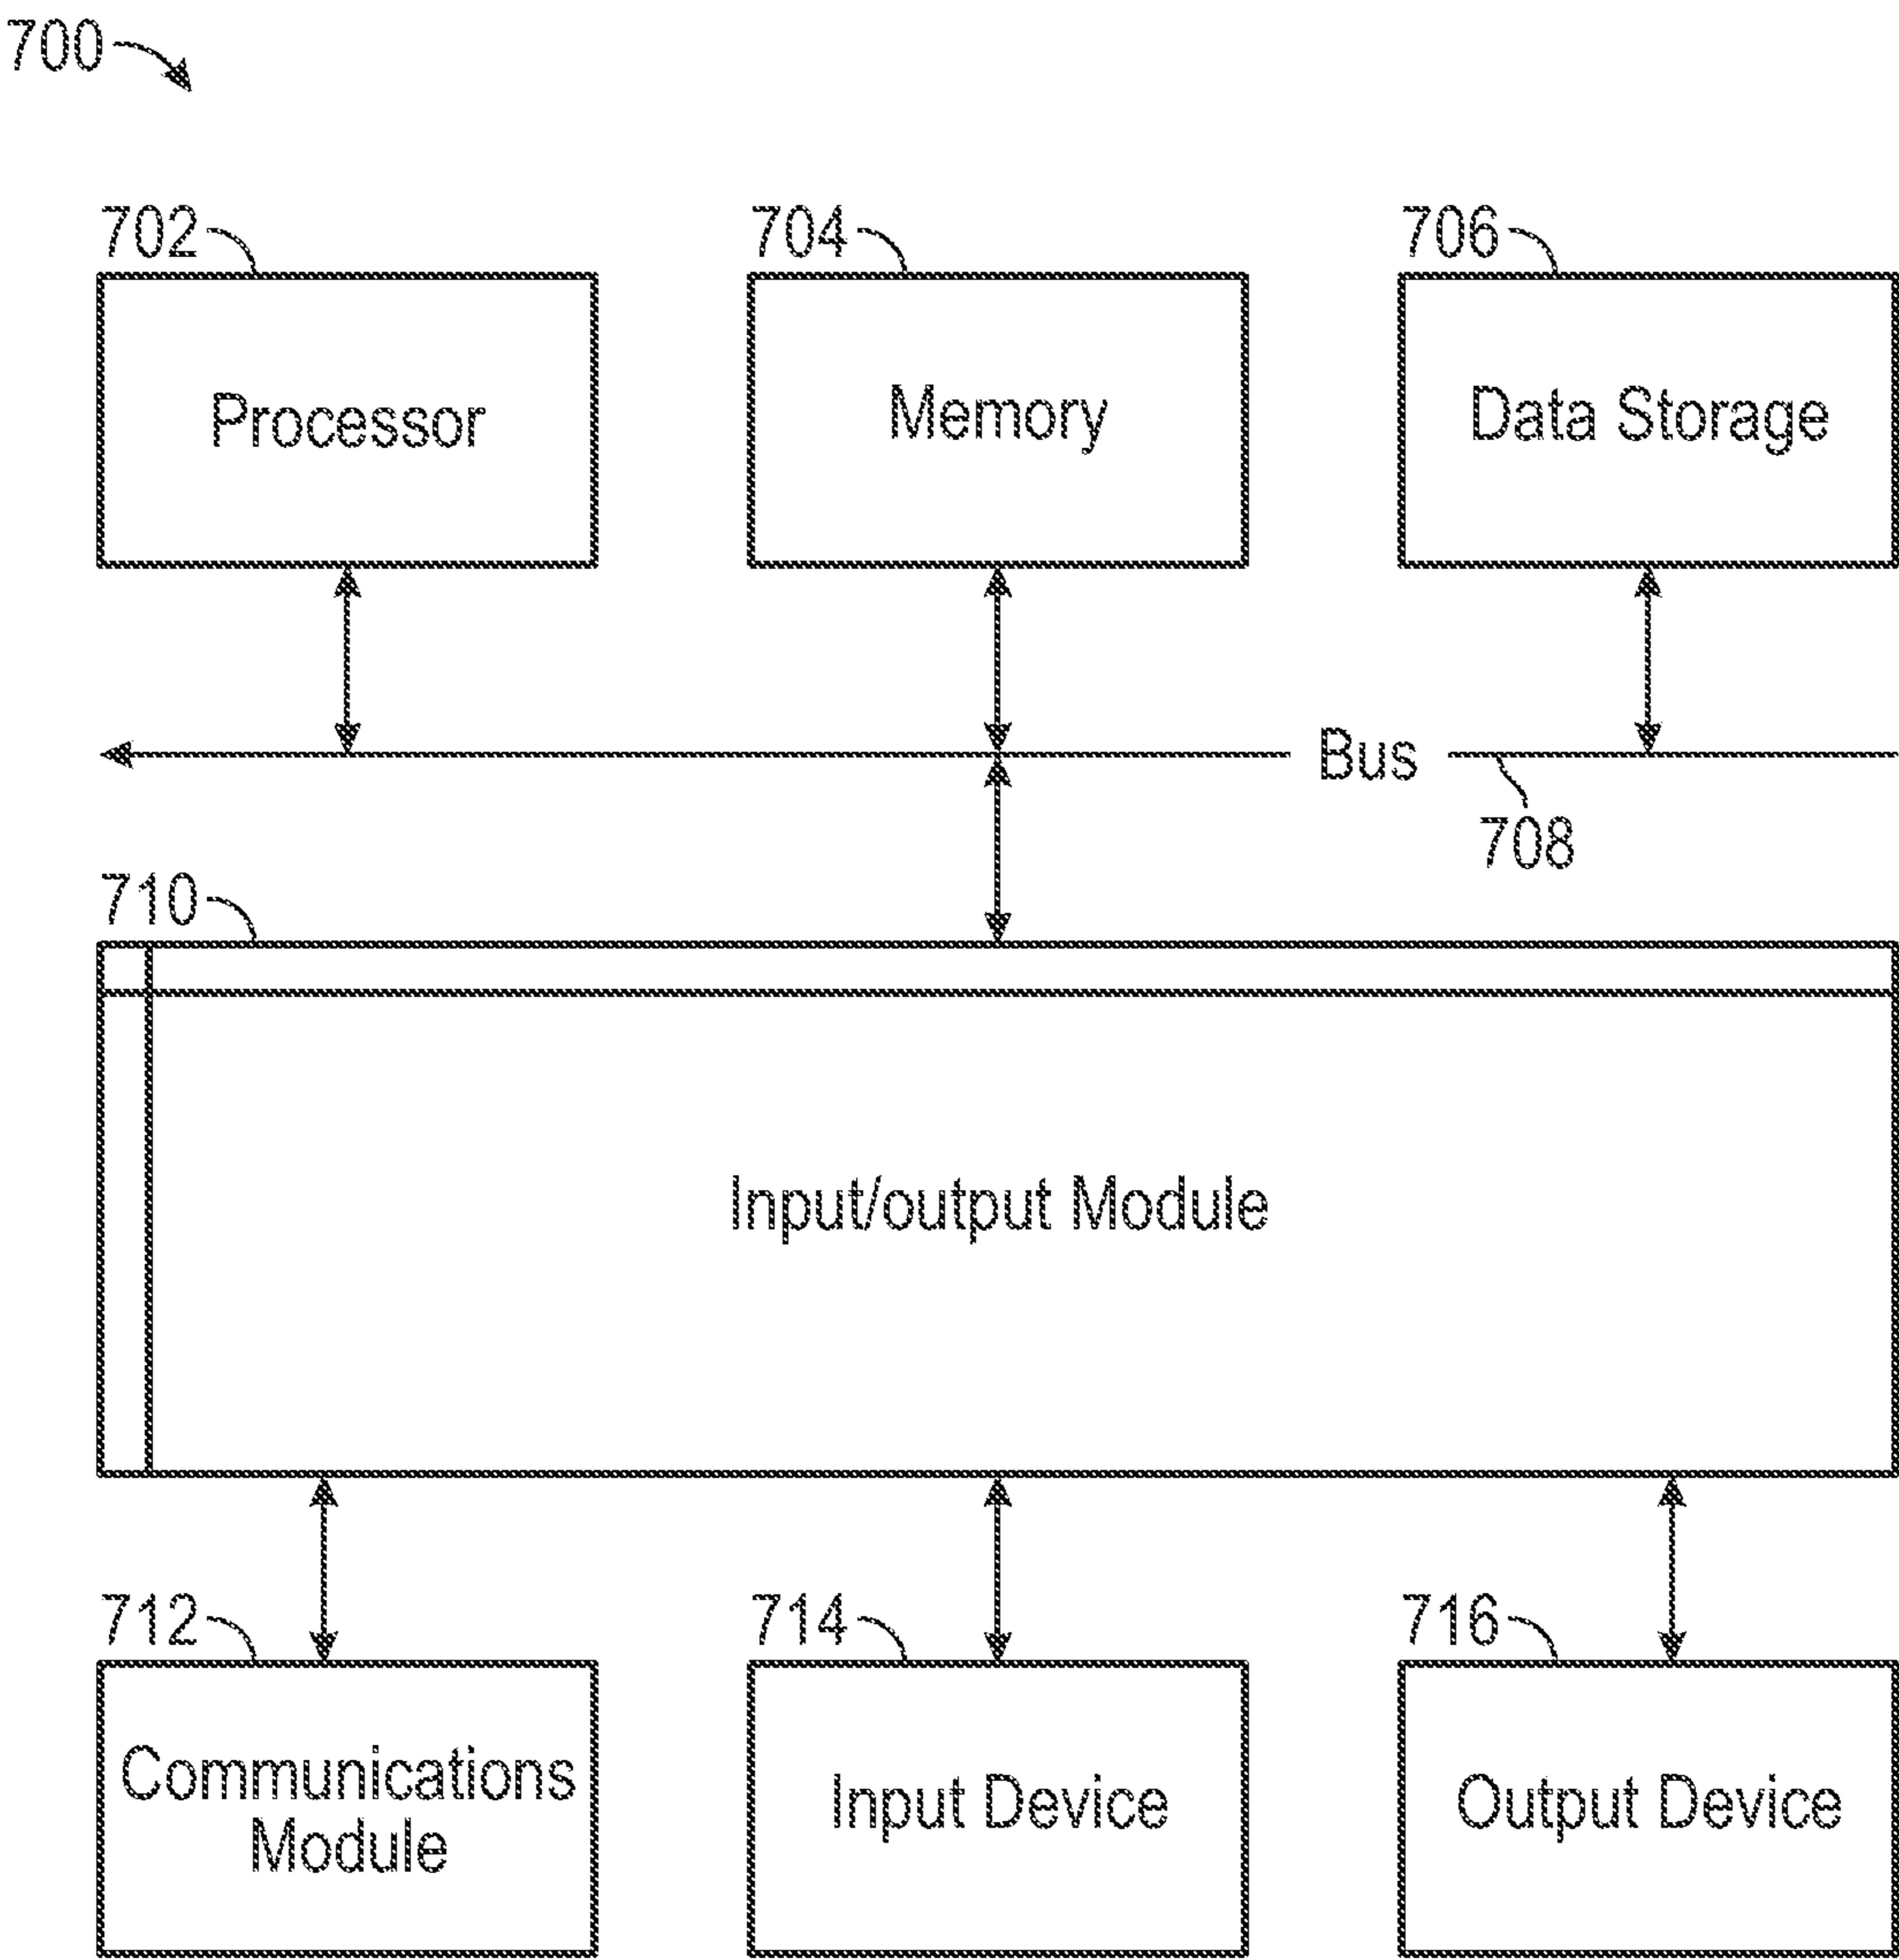 700
702
704
706
Processor
Memory
Data Storage
Bus
708
710
Input/output Module
712
714
716
Communications
Module
Input Device
Output Device